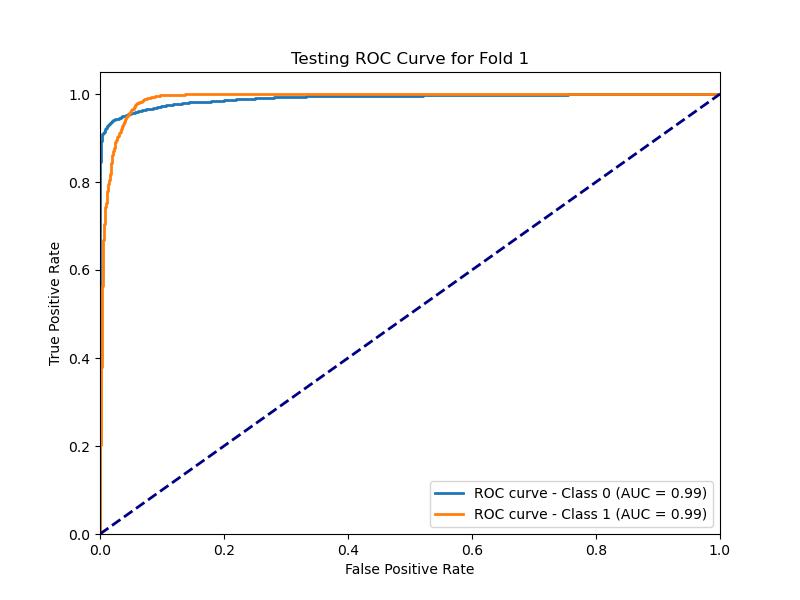 Testing ROC Curve for Fold 1
True Positive Rate
1.0
0.8
0.6
0.4
0.2
0.0
ROC curve - Class 0 (AUC = 0.99)
ROC curve - Class 1 (AUC = 0.99)
0.0 0.2 0.4 0.6 0.8 1.0
False Positive Rate